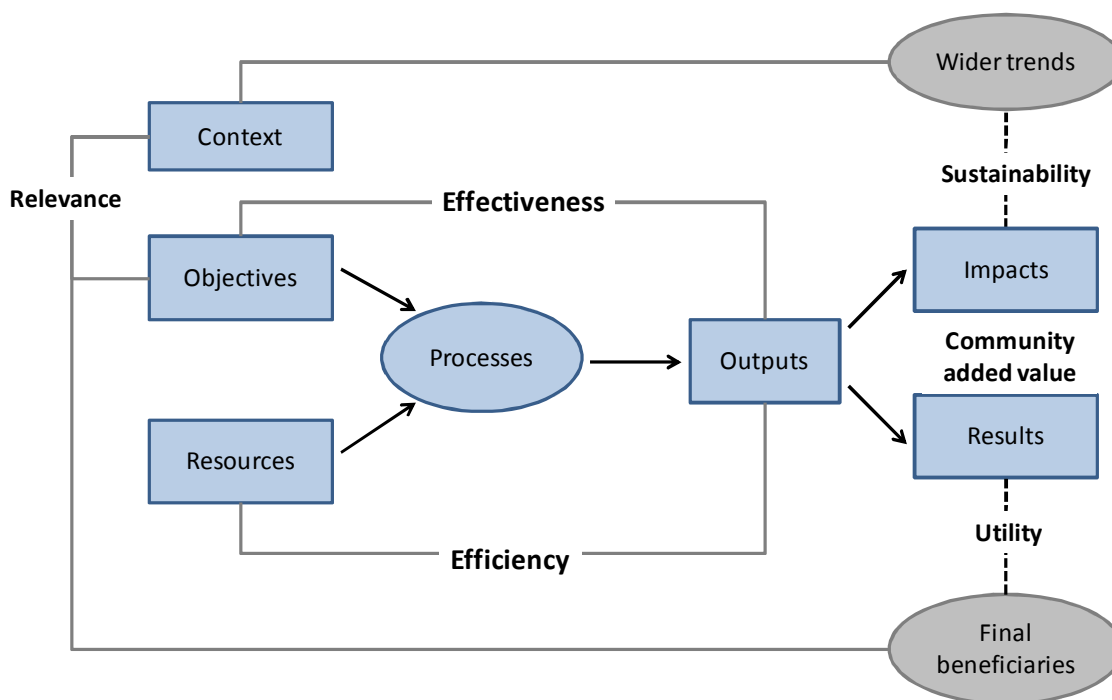 Wider trends
Context
Sustainability
Relevance
Effectiveness
Objectives
Impacts
Processes
Outputs
Community
added value
Resources
Results
Utility
Efficiency
Final
beneficiaries